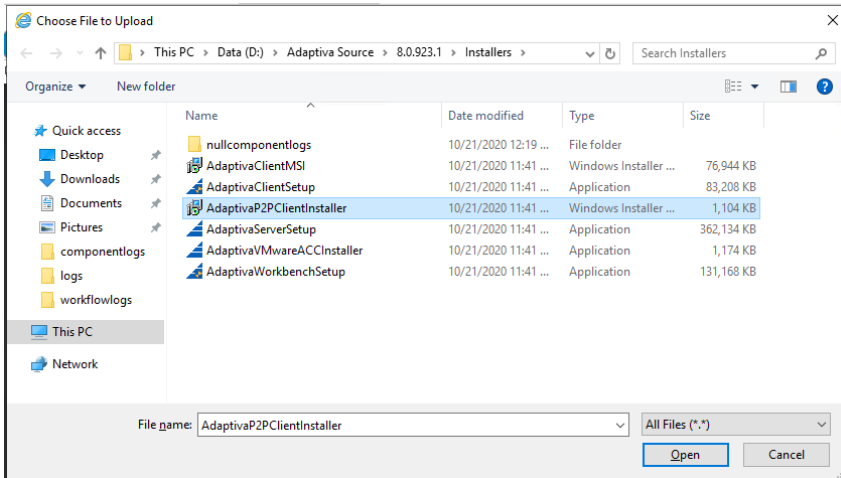 Choose File to Upload
This PC > Data (D:) > Adaptiva Source > 8.0.923.1 > Installers >
Search Installers
Organize
New folder
Name Date modified Type Size
Quick access
Desktop
Downloads
Documents
Pictures
componentlogs
logs
workflowlogs
This PC
Network
nullcomponentlogs 10/21/2020 12:19 ... File folder
AdaptivaClientMSI 10/21/2020 11:41 ... Windows Installer ... 76,944 KB
AdaptivaClientSetup 10/21/2020 11:41 ... Application 83,208 KB
AdaptivaP2PClientInstaller 10/21/2020 11:41 ... Windows Installer ... 1,104 KB
AdaptivaServerSetup 10/21/2020 11:41 ... Application 362,134 KB
AdaptivaVMwareACCInstaller 10/21/2020 11:41 ... Application 1,174 KB
AdaptivaWorkbenchSetup 10/21/2020 11:41 ... Application 131,168 KB
File name: AdaptivaP2PClientInstaller
All Files (*.*)
Open
Cancel